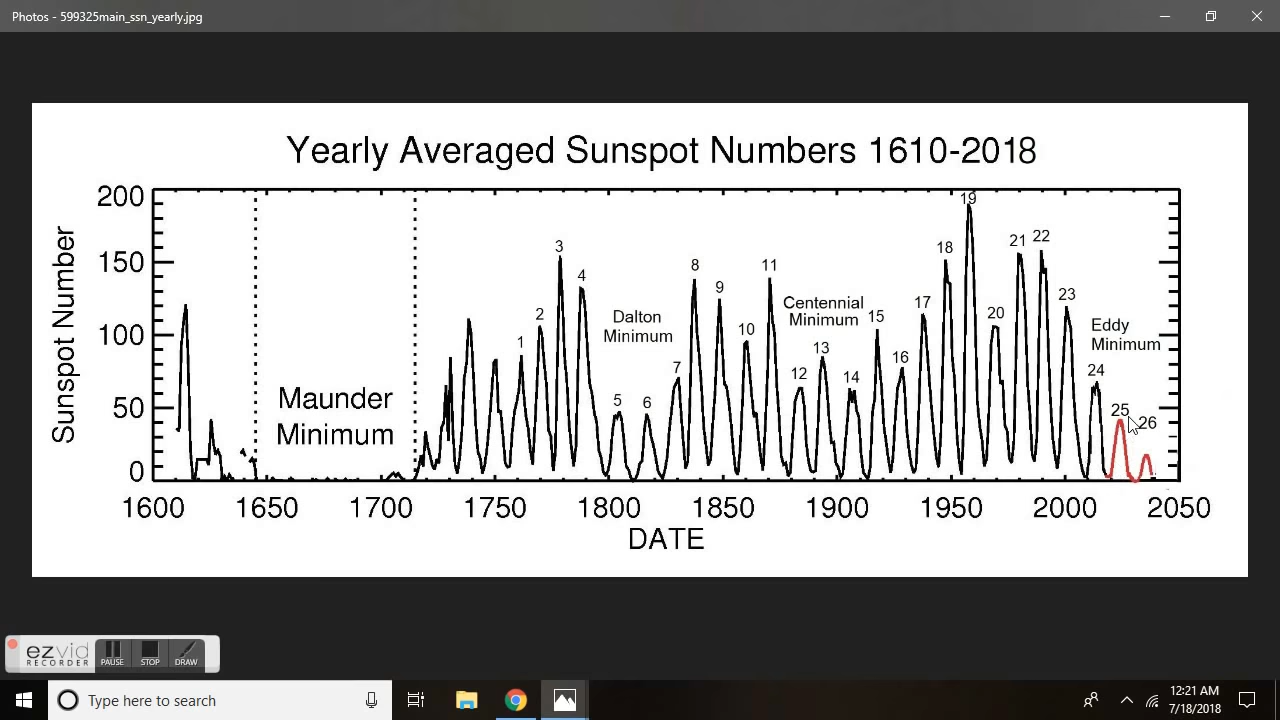 Photos - 599325main_ssn_yearly.jpg
Yearly Averaged Sunspot Numbers 1610-2018
Sunspot Number
200
150
100
50
0
Maunder
Minimum
1
2
3
4
Dalton
Minimum
5
6
7
8
9
10
11
Centennial
Minimum
12
13
14
15
16
17
18
19
20
21
22
23
Eddy
Minimum
24
25
26
1600 1650 1700 1750 1800 1850 1900 1950 2000 2050
DATE
ezvid
RECORDER
PAUSE STOP DRAW
Type here to search
12:21 AM
7/18/2018